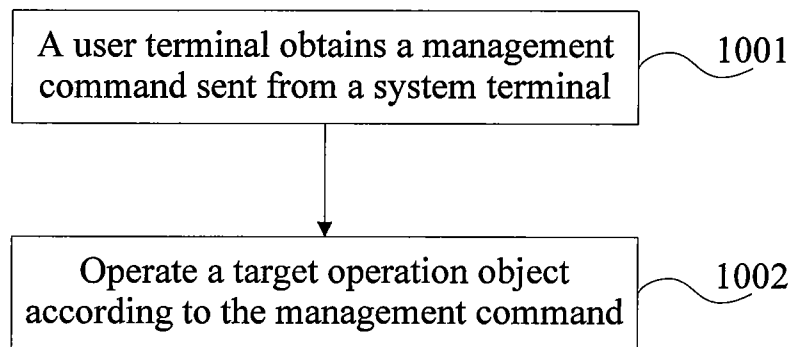 A user terminal obtains a management
command sent from a system terminal
1001
Operate a target operation object
according to the management command
1002